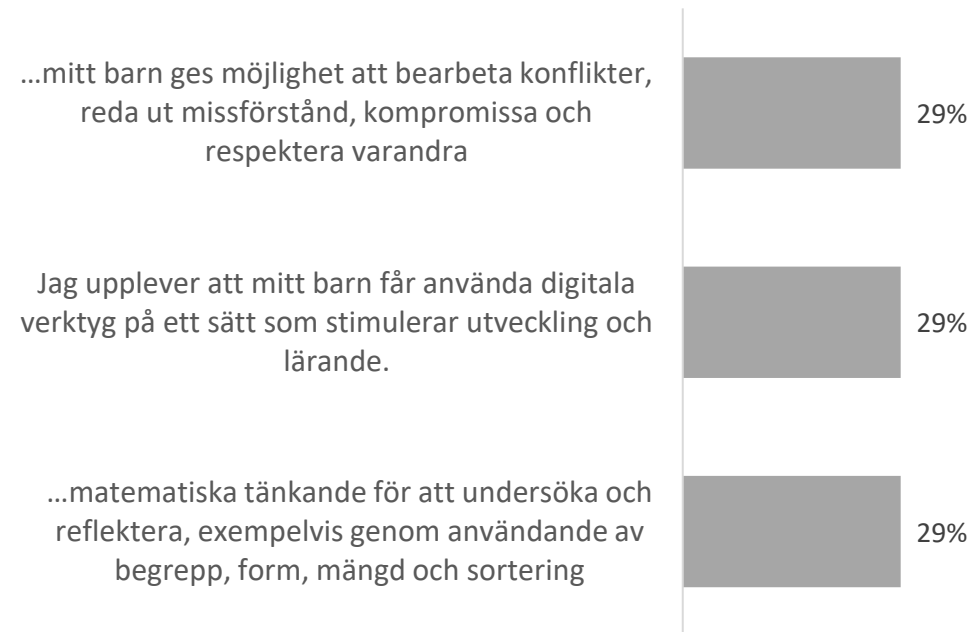 ...mitt barn ges möjlighet att bearbeta konflikter,
reda ut missförstånd, kompromissa och
respektera varandra
29%
Jag upplever att mitt barn får använda digitala
verktyg på ett sätt som stimulerar utveckling och
lärande.
29%
...matematiska tänkande för att undersöka och
reflektera, exempelvis genom användande av
begrepp, form, mängd och sortering
29%